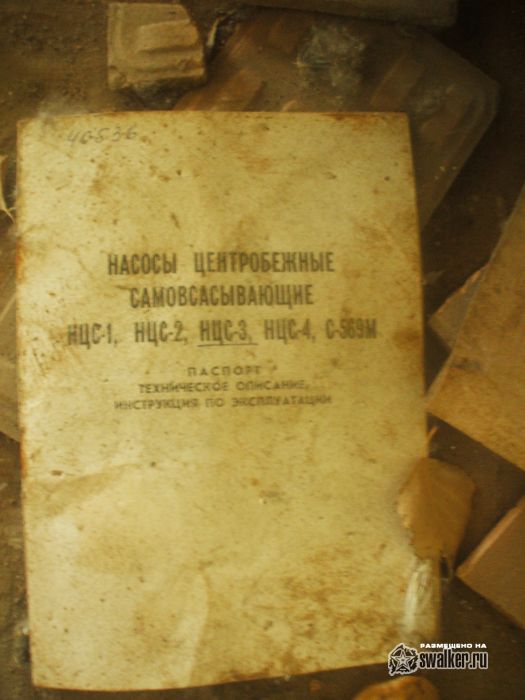 40536
НАСОСЫ ЦЕНТРОБЕЖНЫЕ
САМОВСАСЫВАЮЩИЕ
НЦС-1, НЦС-2, НЦС-3, НЦС-4, С-569М
ПАСПОРТ
ТЕХНИЧЕСКОЕ ОПИСАНИЕ,
ИНСТРУКЦИЯ ПО ЭКСПЛУАТАЦИИ
РАЗМЕЩЕНО НА
swalker.ru